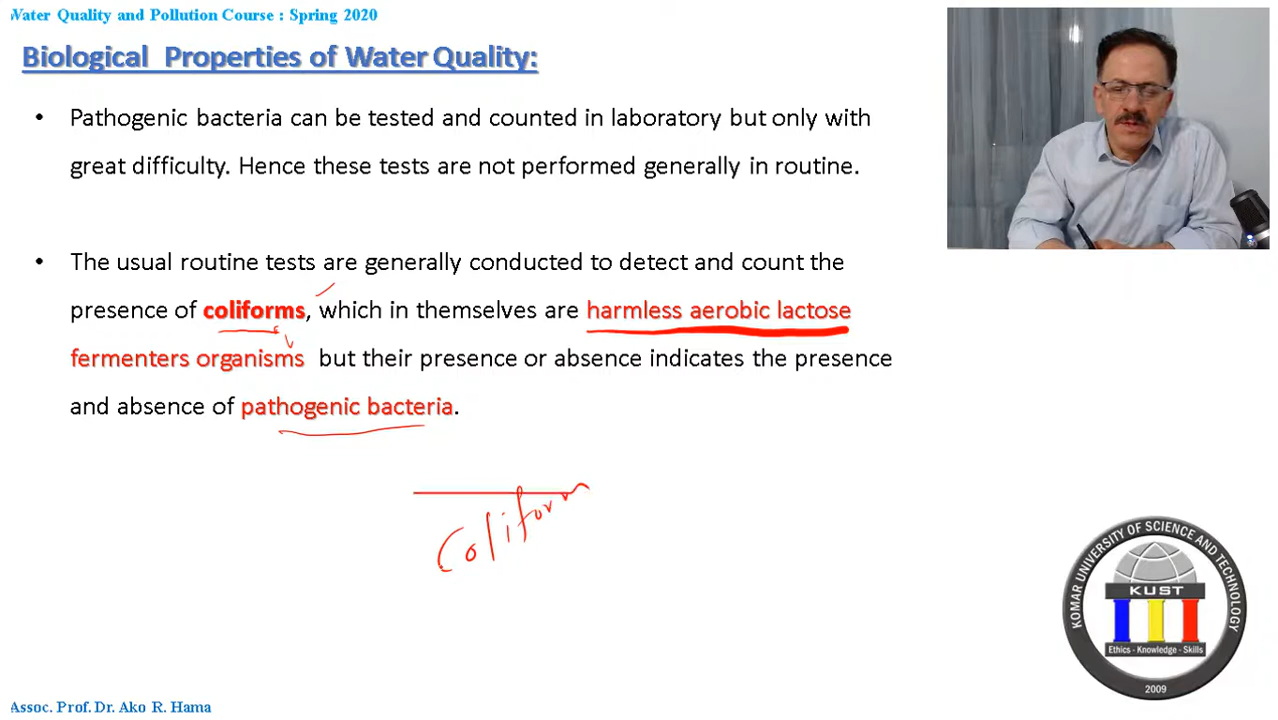 Water Quality and Pollution Course : Spring 2020
Biological Properties of Water Quality:
• Pathogenic bacteria can be tested and counted in laboratory but only with
great difficulty. Hence these tests are not performed generally in routine.
• The usual routine tests are generally conducted to detect and count the
presence of coliforms, which in themselves are harmless aerobic lactose
fermenters organisms but their presence or absence indicates the presence
and absence of pathogenic bacteria.
Coliform
KOMAR UNIVERSITY OF SCIENCE AND TECHNOLOGY
KUST
Ethics - Knowledge - Skills
2009
Assoc. Prof. Dr. Ako R. Hama